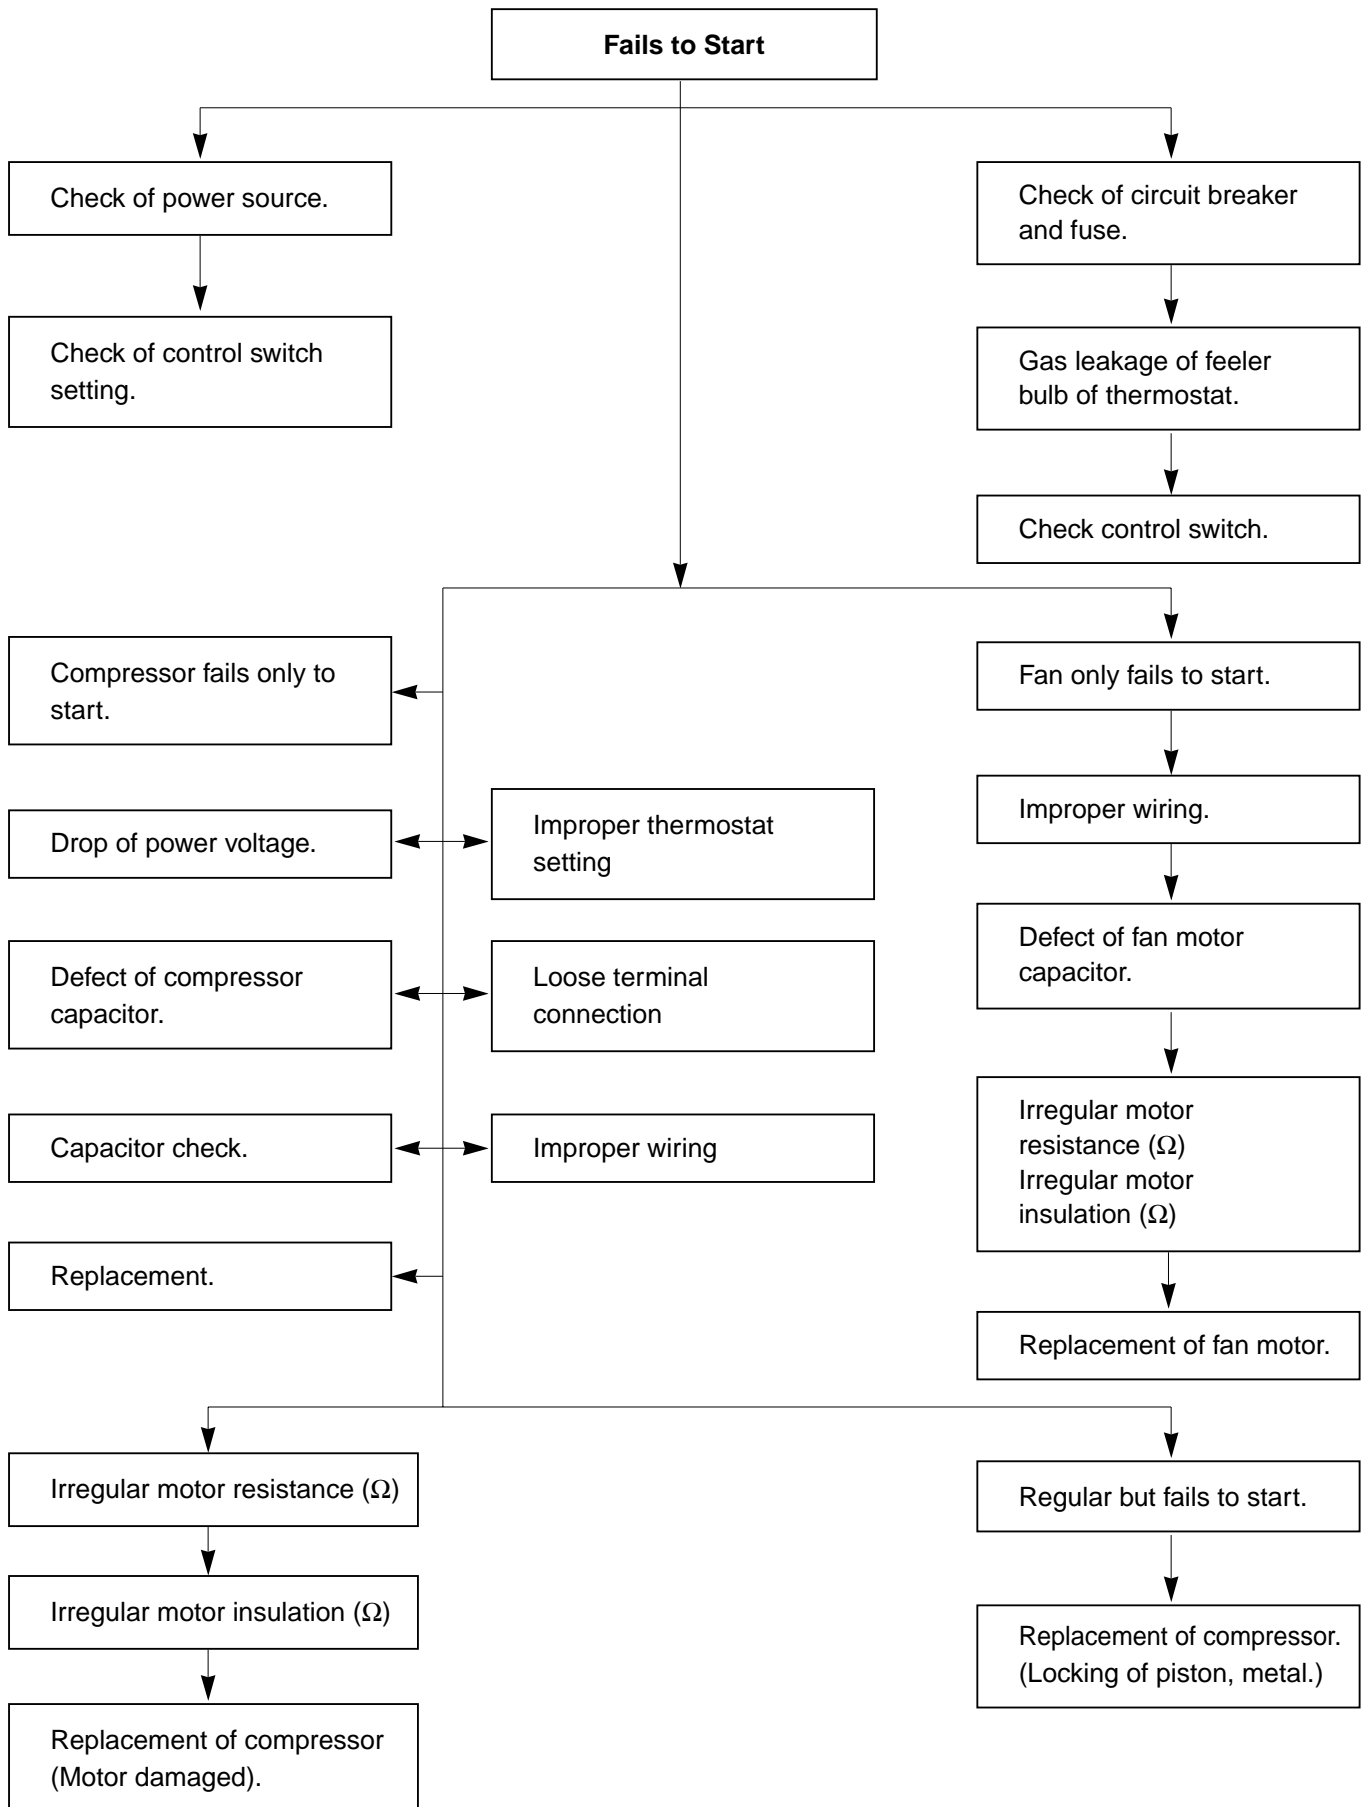 Fails to Start
Check of power source.
Check of circuit breaker
and fuse.
Check of control switch
setting.
Gas leakage of feeler
bulb of thermostat.
Check control switch.
Compressor fails only to
start.
Fan only fails to start.
Drop of power voltage.
Improper thermostat
setting
Improper wiring.
Defect of compressor
capacitor.
Loose terminal
connection
Defect of fan motor
capacitor.
Capacitor check.
Improper wiring
Irregular motor
resistance (Ω)
Irregular motor
insulation (Ω)
Replacement.
Replacement of fan motor.
Irregular motor resistance (Ω)
Regular but fails to start.
Irregular motor insulation (Ω)
Replacement of compressor.
(Locking of piston, metal.)
Replacement of compressor
(Motor damaged).